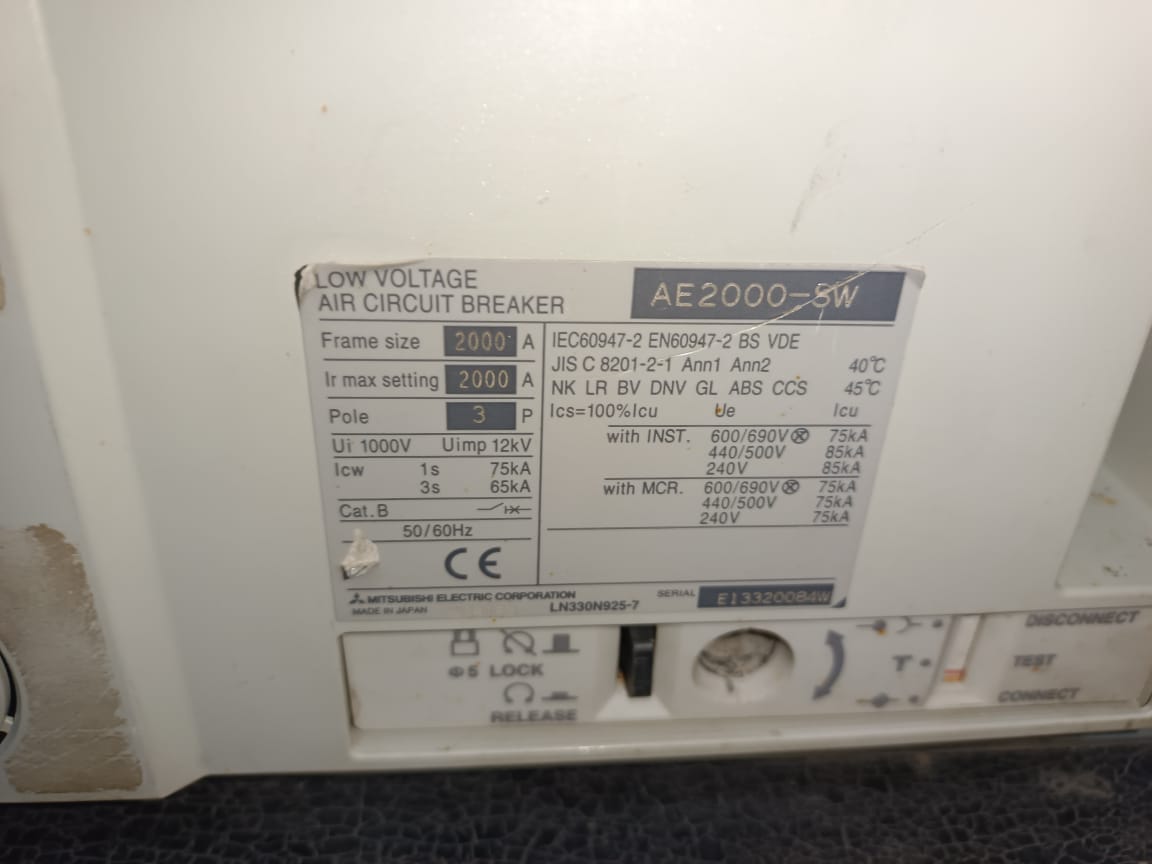 LOW VOLTAGE
AIR CIRCUIT BREAKER
AE2000-SW
Frame size 2000 A
Ir max setting 2000 A
Pole 3 P
Ui 1000V Uimp 12kV
Icw 1s 75kA
3s 65kA
Cat.B
50/60Hz
CE
IEC60947-2 EN60947-2 BS VDE
JIS C 8201-2-1 Ann1 Ann2 40℃
NK LR BV DNV GL ABS CCS 45℃
Ics=100%Icu Ue Icu
with INST. 600/690V 75kA
440/500V 85kA
240V 85kA
with MCR. 600/690V 75kA
440/500V 75kA
240V 75kA
MITSUBISHI ELECTRIC CORPORATION
MADE IN JAPAN
LN330N925-7
SERIAL E13320084W
Φ5 LOCK
RELEASE
DISCONNECT
T TEST
CONNECT